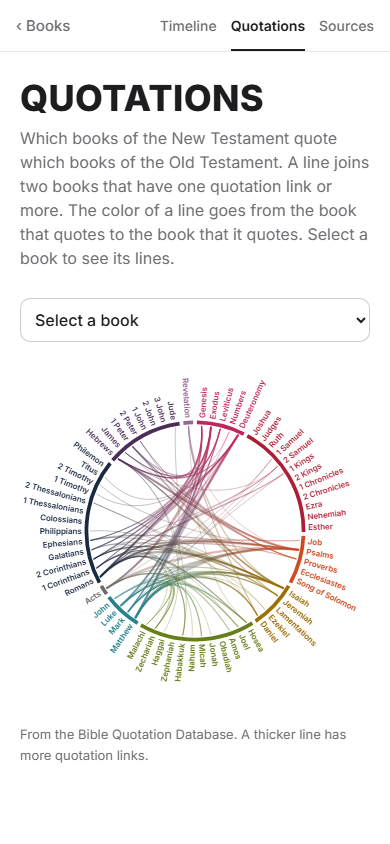 ‹ Books
Timeline
Quotations
Sources
QUOTATIONS
Which books of the New Testament quote
which books of the Old Testament. A line joins
two books that have one quotation link or
more. The color of a line goes from the book
that quotes to the book that it quotes. Select a
book to see its lines.
Select a book
Genesis
Exodus
Leviticus
Numbers
Deuteronomy
Joshua
Judges
Ruth
1 Samuel
2 Samuel
1 Kings
2 Kings
1 Chronicles
2 Chronicles
Ezra
Nehemiah
Esther
Job
Psalms
Proverbs
Ecclesiastes
Song of Solomon
Isaiah
Jeremiah
Lamentations
Ezekiel
Daniel
Hosea
Joel
Amos
Obadiah
Jonah
Micah
Nahum
Habakkuk
Zephaniah
Haggai
Zechariah
Malachi
Matthew
Mark
Luke
John
Acts
Romans
1 Corinthians
2 Corinthians
Galatians
Ephesians
Philippians
Colossians
1 Thessalonians
2 Thessalonians
1 Timothy
2 Timothy
Titus
Philemon
Hebrews
James
1 Peter
2 Peter
1 John
2 John
3 John
Jude
Revelation
From the Bible Quotation Database. A thicker line has
more quotation links.